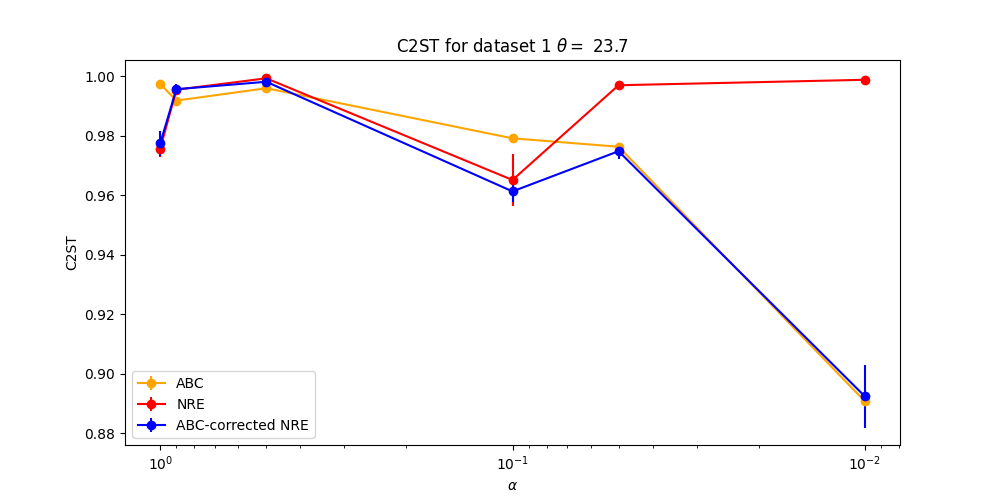 C2ST for dataset 1 θ = 23.7
1.00
0.98
0.96
0.94
0.92
0.90
0.88
C2ST
ABC
NRE
ABC-corrected NRE
10⁰
10⁻¹
10⁻²
α